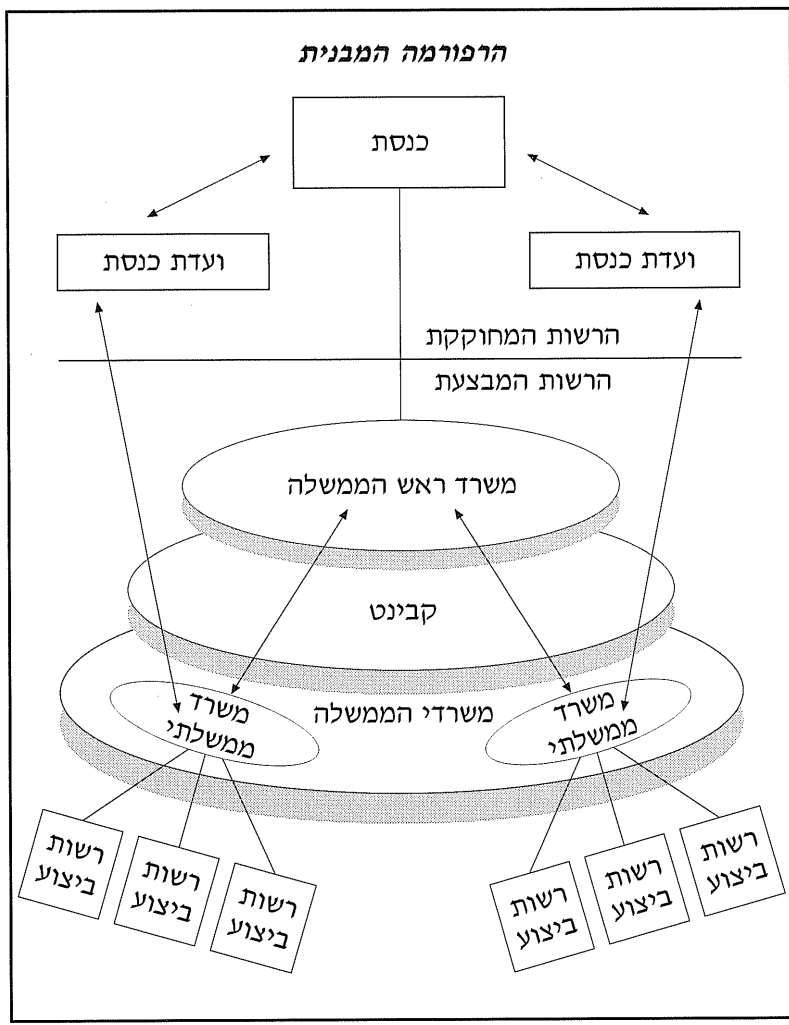 הרפורמה המבנית
כנסת
ועדת כנסת
ועדת כנסת
הרשות המחוקקת
הרשות המבצעת
משרד ראש הממשלה
קבינט
משרדי הממשלה
משרד
ממשלתי
משרד
ממשלתי
רשות
ביצוע
רשות
ביצוע
רשות
ביצוע
רשות
ביצוע
רשות
ביצוע
רשות
ביצוע